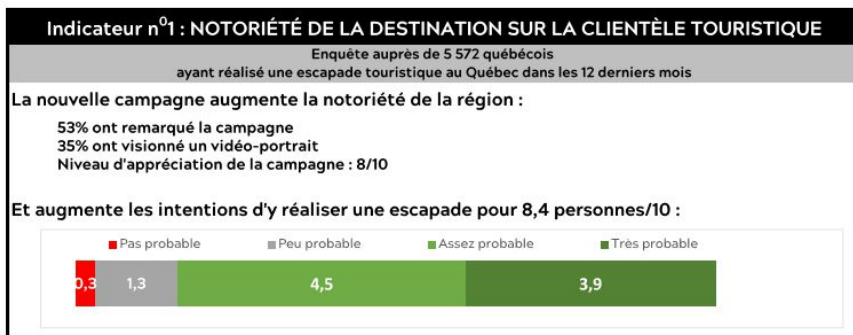 Indicateur n⁰1 : NOTORIÉTÉ DE LA DESTINATION SUR LA CLIENTÈLE TOURISTIQUE
Enquête auprès de 5 572 québécois
ayant réalisé une escapade touristique au Québec dans les 12 derniers mois
La nouvelle campagne augmente la notoriété de la région :
53% ont remarqué la campagne
35% ont visionné un vidéo-portrait
Niveau d'appréciation de la campagne : 8/10
Et augmente les intentions d'y réaliser une escapade pour 8,4 personnes/10 :
Pas probable Peu probable Assez probable Très probable
0,3 1,3 4,5 3,9